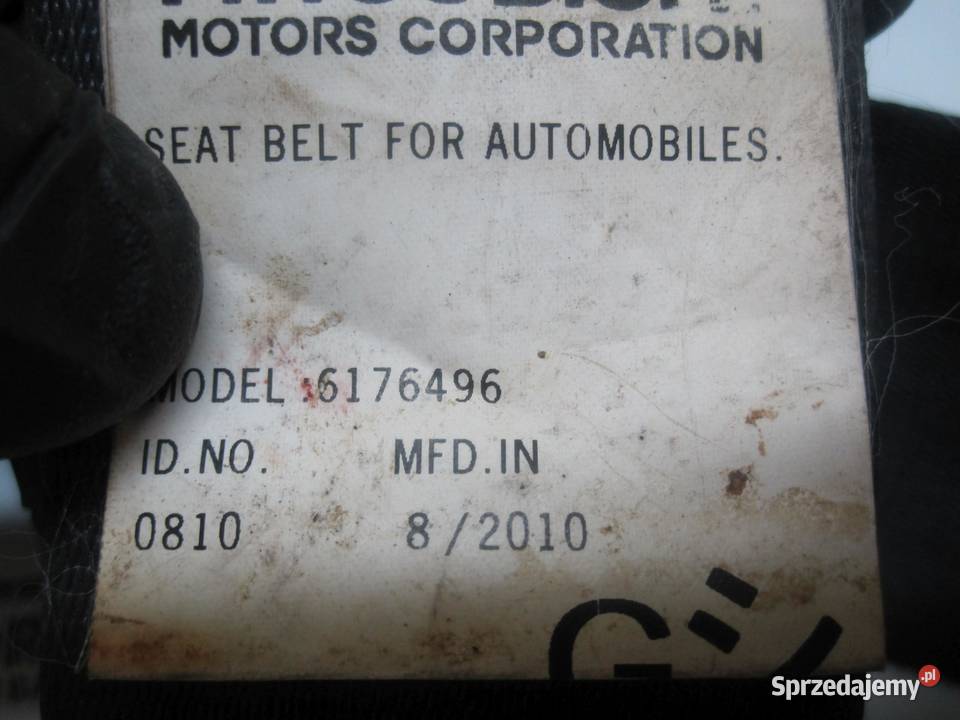 MOTORS CORPORATION
SEAT BELT FOR AUTOMOBILES.
MODEL :6176496
ID.NO. MFD.IN
0810 8/2010
G
Sprzedajemy.pl